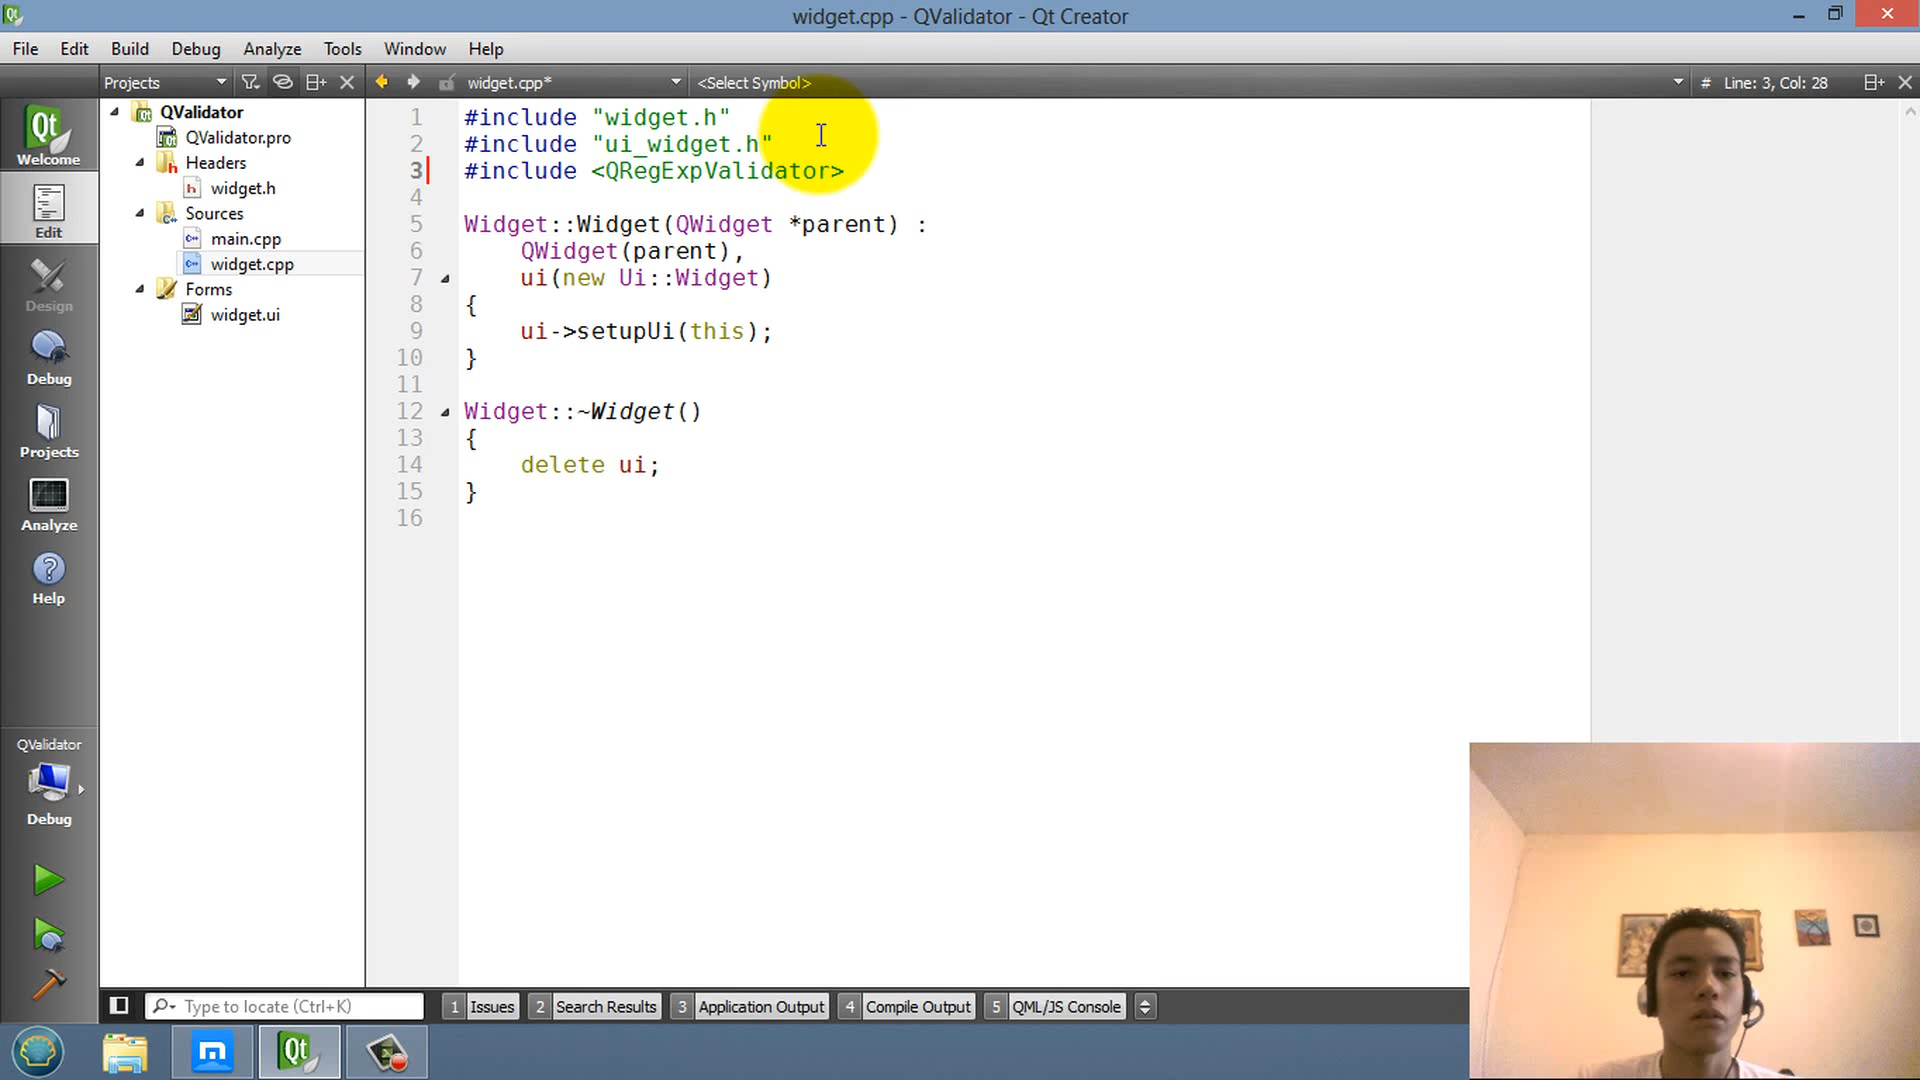 widget.cpp - QValidator - Qt Creator
File Edit Build Debug Analyze Tools Window Help
Projects widget.cpp* <Select Symbol> # Line: 3, Col: 28
Welcome
Edit
Design
Debug
Projects
Analyze
Help
QValidator
Debug
QValidator
QValidator.pro
Headers
widget.h
Sources
main.cpp
widget.cpp
Forms
widget.ui
1 #include "widget.h"
2 #include "ui_widget.h"
3 #include <QRegExpValidator>
4
5 Widget::Widget(QWidget *parent) :
6 QWidget(parent),
7 ui(new Ui::Widget)
8 {
9 ui->setupUi(this);
10 }
11
12 Widget::~Widget()
13 {
14 delete ui;
15 }
16
Type to locate (Ctrl+K) 1 Issues 2 Search Results 3 Application Output 4 Compile Output 5 QML/JS Console